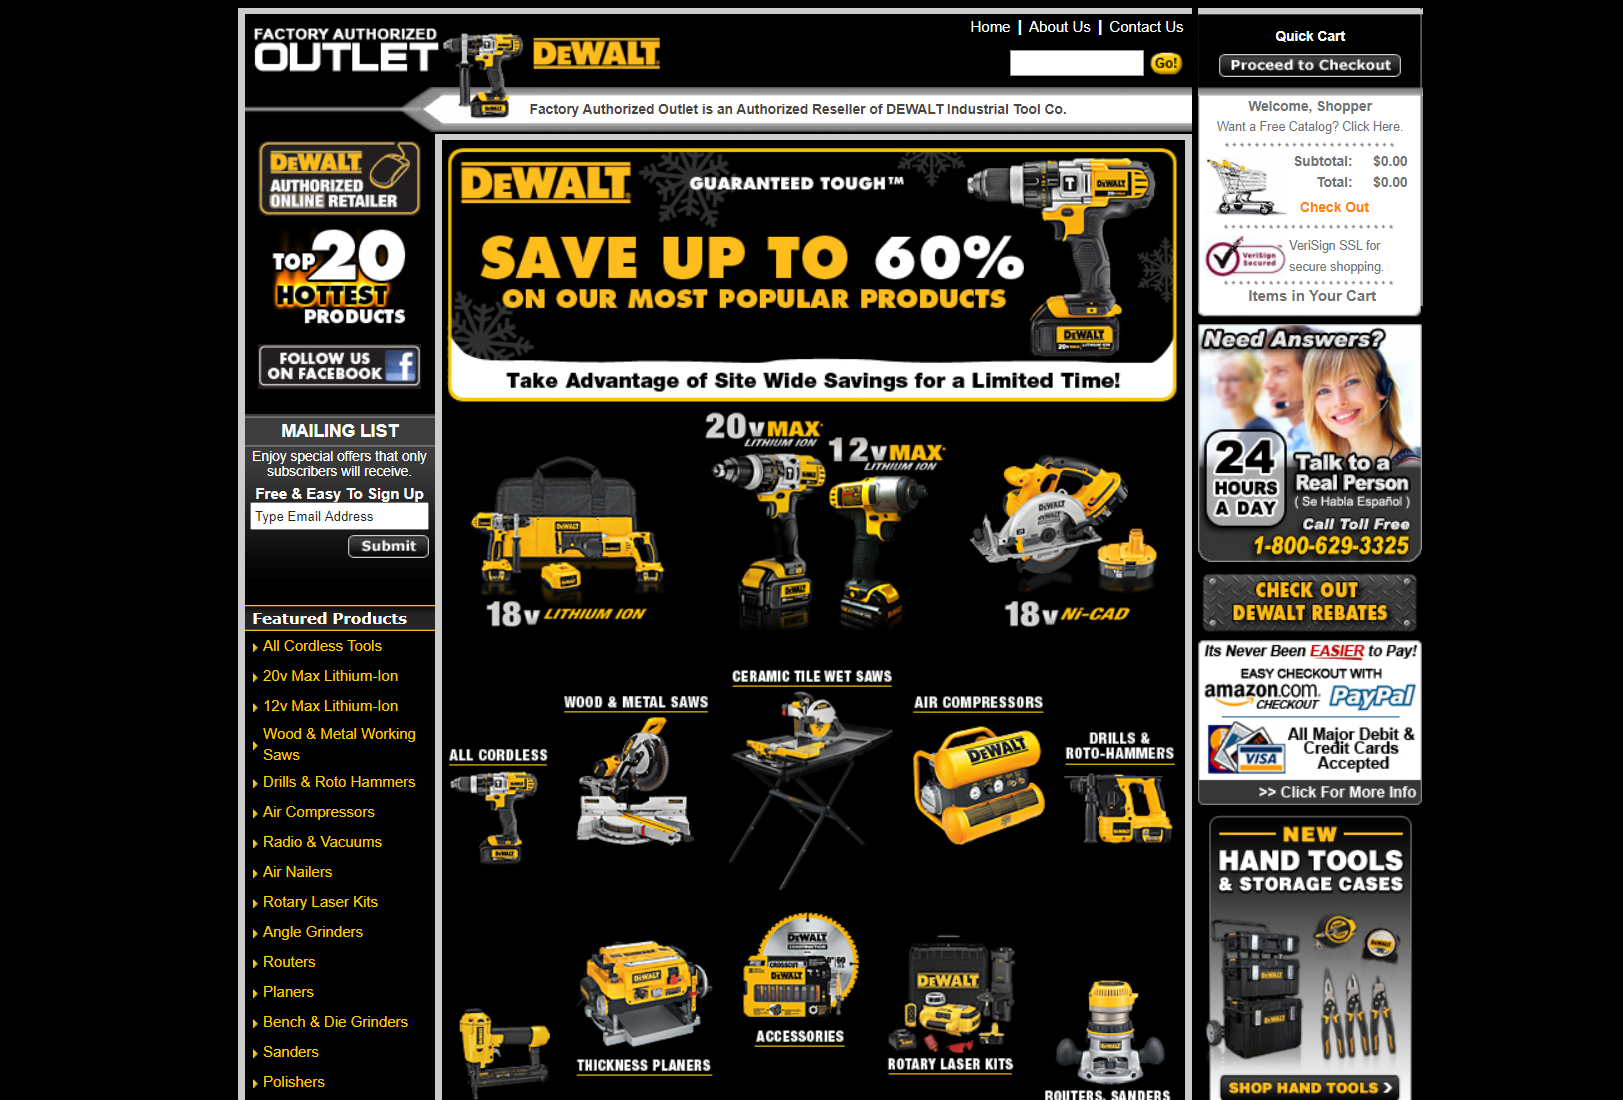 FACTORY AUTHORIZED
OUTLET
DEWALT
Home | About Us | Contact Us
Go!
Factory Authorized Outlet is an Authorized Reseller of DEWALT Industrial Tool Co.
Quick Cart
Proceed to Checkout
Welcome, Shopper
Want a Free Catalog? Click Here.
Subtotal: $0.00
Total: $0.00
Check Out
VeriSign
Secured
VeriSign SSL for
secure shopping.
Items in Your Cart
DEWALT
AUTHORIZED
ONLINE RETAILER
TOP 20
HOTTEST
PRODUCTS
FOLLOW US
ON FACEBOOK
MAILING LIST
Enjoy special offers that only
subscribers will receive.
Free & Easy To Sign Up
Type Email Address
Submit
Featured Products
All Cordless Tools
20v Max Lithium-Ion
12v Max Lithium-Ion
Wood & Metal Working
Saws
Drills & Roto Hammers
Air Compressors
Radio & Vacuums
Air Nailers
Rotary Laser Kits
Angle Grinders
Routers
Planers
Bench & Die Grinders
Sanders
Polishers
DEWALT
GUARANTEED TOUGH™
SAVE UP TO 60%
ON OUR MOST POPULAR PRODUCTS
DEWALT
DEWALT
Take Advantage of Site Wide Savings for a Limited Time!
20V MAX*
LITHIUM ION
12V MAX*
LITHIUM ION
DEWALT
18v LITHIUM ION
18v Ni-CAD
ALL CORDLESS
WOOD & METAL SAWS
CERAMIC TILE WET SAWS
AIR COMPRESSORS
DEWALT
DRILLS &
ROTO-HAMMERS
THICKNESS PLANERS
DEWALT
CROSSCUT
DEWALT
ACCESSORIES
DEWALT
ROTARY LASER KITS
ROUTERS, SANDERS
Need Answers?
24
HOURS
A DAY
Talk to a
Real Person
( Se Habla Español )
Call Toll Free
1-800-629-3325
CHECK OUT
DEWALT REBATES
Its Never Been EASIER to Pay!
EASY CHECKOUT WITH
amazon.com
CHECKOUT
PayPal
VISA
All Major Debit &
Credit Cards
Accepted
>> Click For More Info
NEW
HAND TOOLS
& STORAGE CASES
DEWALT
SHOP HAND TOOLS >